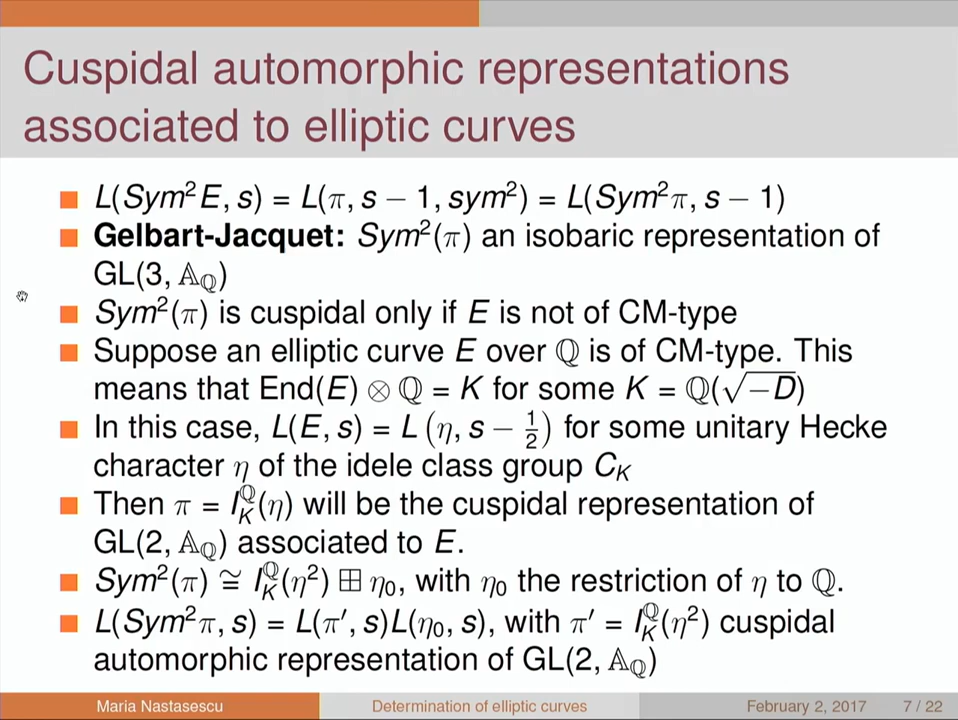 Cuspidal automorphic representations
associated to elliptic curves
L(Sym²E, s) = L(π, s − 1, sym²) = L(Sym²π, s − 1)
Gelbart-Jacquet: Sym²(π) an isobaric representation of
GL(3, 𝔸_ℚ)
Sym²(π) is cuspidal only if E is not of CM-type
Suppose an elliptic curve E over ℚ is of CM-type. This
means that End(E) ⊗ ℚ = K for some K = ℚ(√−D)
In this case, L(E, s) = L(η, s − 1/2) for some unitary Hecke
character η of the idele class group C_K
Then π = I_K^ℚ(η) will be the cuspidal representation of
GL(2, 𝔸_ℚ) associated to E.
Sym²(π) ≅ I_K^ℚ(η²) ⊞ η₀, with η₀ the restriction of η to ℚ.
L(Sym²π, s) = L(π′, s)L(η₀, s), with π′ = I_K^ℚ(η²) cuspidal
automorphic representation of GL(2, 𝔸_ℚ)
Maria Nastasescu Determination of elliptic curves February 2, 2017 7 / 22